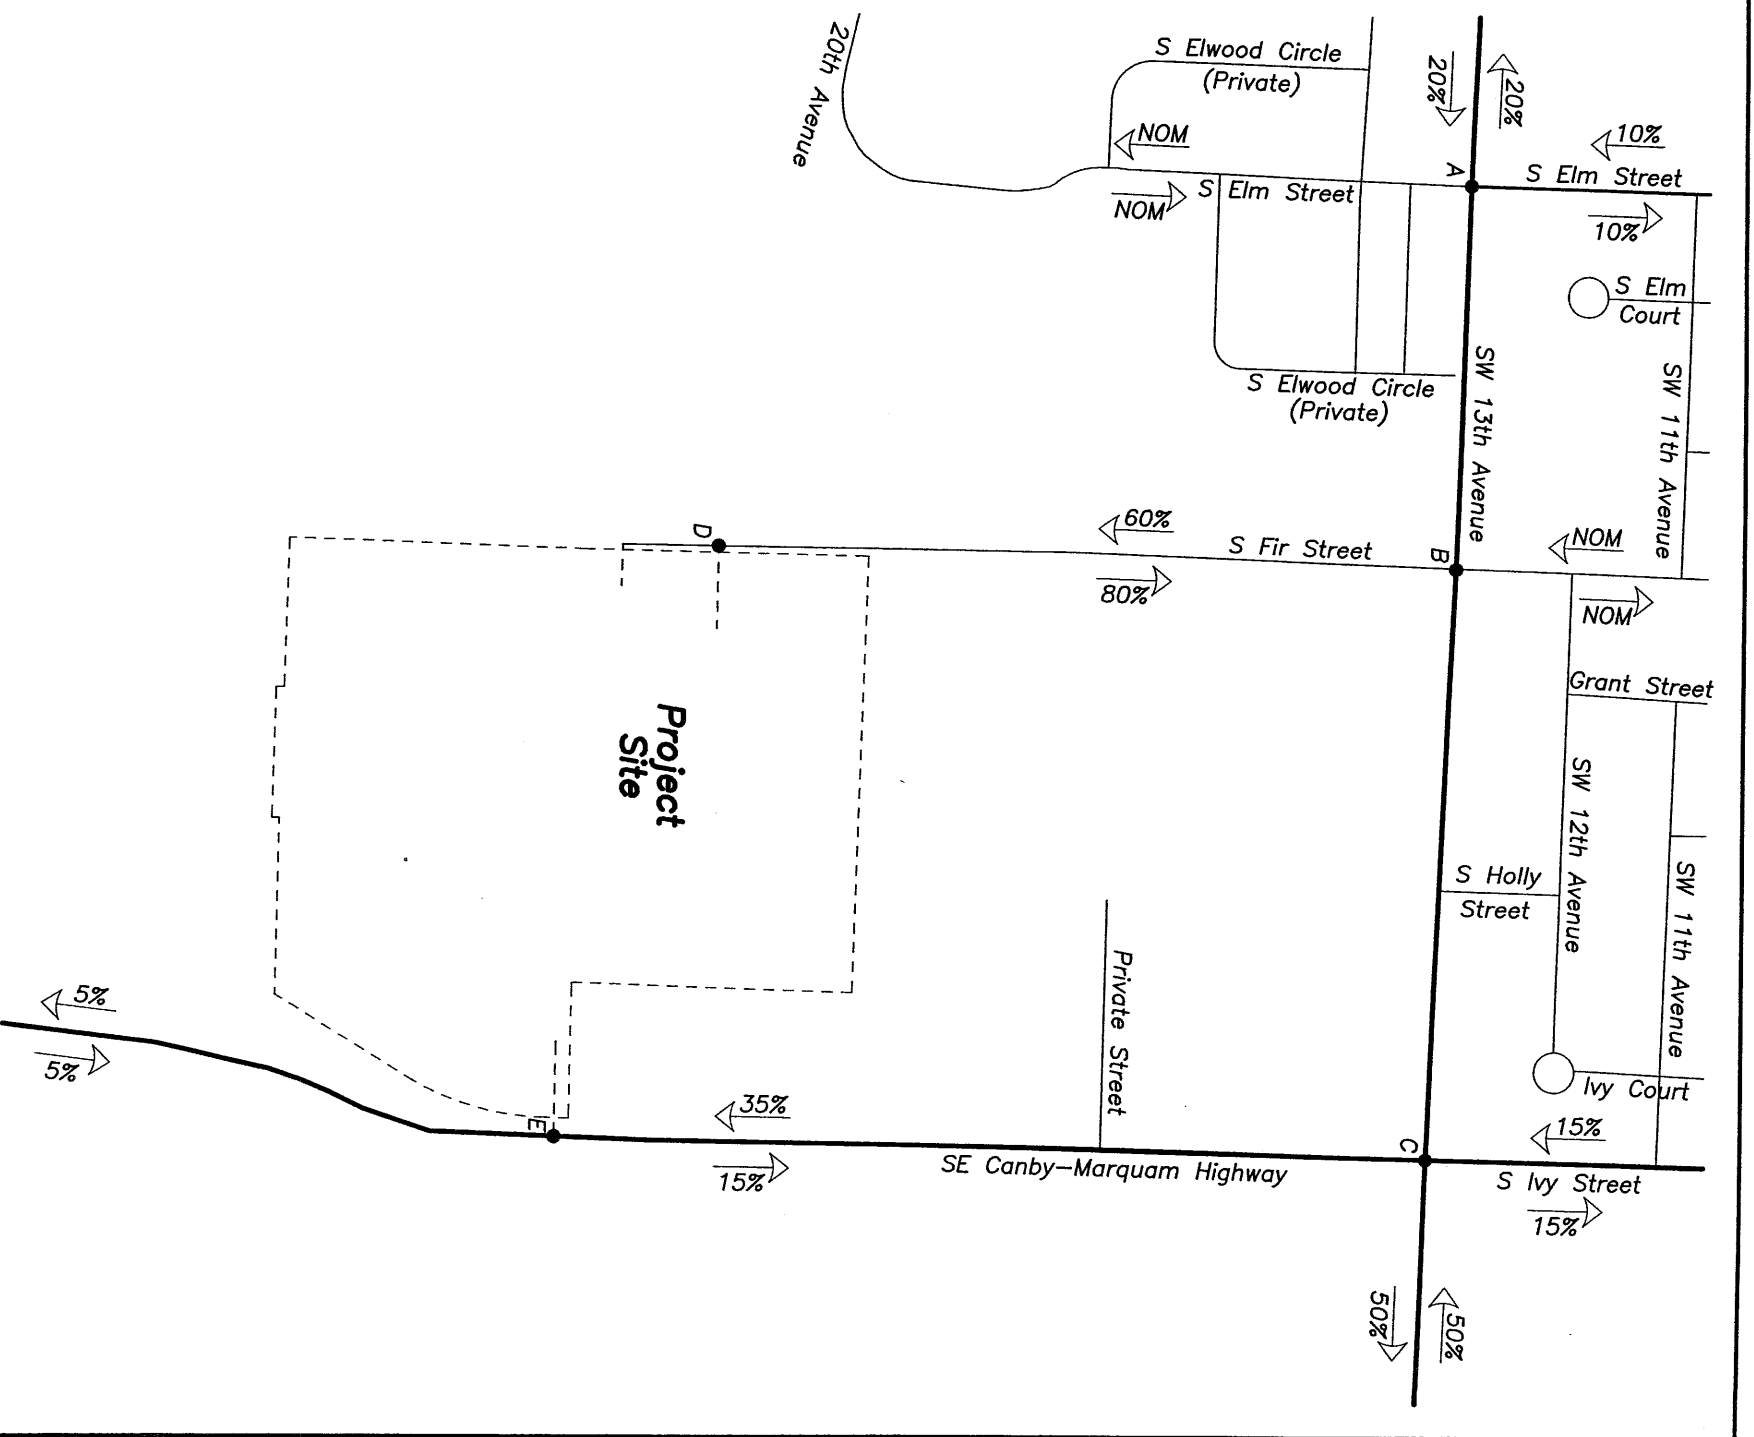 20th Avenue
S Elwood Circle
(Private)
20%
20%
NOM
NOM
S Elm Street
A
10%
S Elm Street
10%
S Elm
Court
SW 13th Avenue
SW 11th Avenue
S Elwood Circle
(Private)
D
60%
80%
S Fir Street
B
NOM
NOM
Grant Street
Project
Site
SW 12th Avenue
S Holly
Street
SW 11th Avenue
Private Street
Ivy Court
5%
5%
E
35%
15%
SE Canby-Marquam Highway
C
15%
S Ivy Street
15%
50%
50%